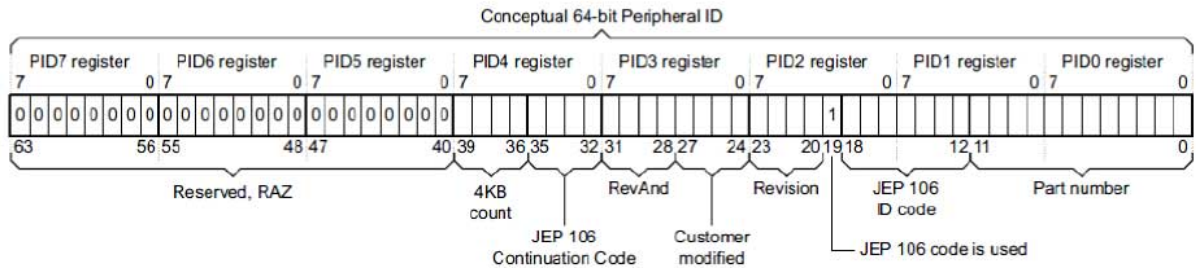 Conceptual 64-bit Peripheral ID
PID7 register PID6 register PID5 register PID4 register PID3 register PID2 register PID1 register PID0 register
7 0 7 0 7 0 7 0 7 0 7 0 7 0 7 0
0 0 0 0 0 0 0 0 0 0 0 0 0 0 0 0 0 0 0 0 0 0 0 0 1
63 56 55 48 47 40 39 36 35 32 31 28 27 24 23 20 19 18 12 11 0
Reserved, RAZ
4KB
count
RevAnd
Revision
JEP 106
ID code
Part number
JEP 106
Continuation Code
Customer
modified
JEP 106 code is used